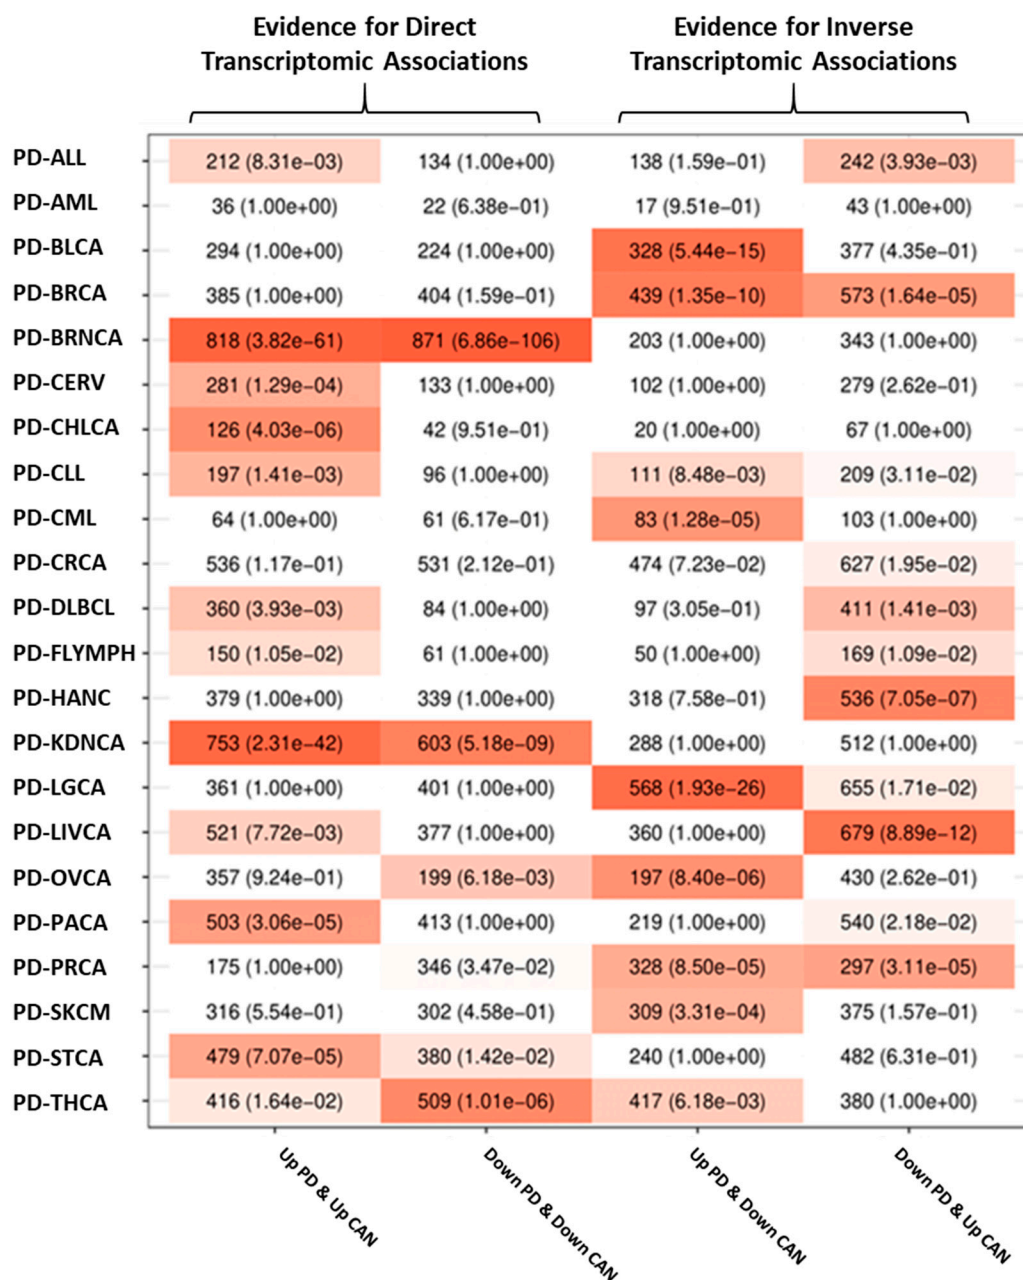 Evidence for Direct
Transcriptomic Associations
Evidence for Inverse
Transcriptomic Associations
PD-ALL 212 (8.31e−03) 134 (1.00e+00) 138 (1.59e−01) 242 (3.93e−03)
PD-AML 36 (1.00e+00) 22 (6.38e−01) 17 (9.51e−01) 43 (1.00e+00)
PD-BLCA 294 (1.00e+00) 224 (1.00e+00) 328 (5.44e−15) 377 (4.35e−01)
PD-BRCA 385 (1.00e+00) 404 (1.59e−01) 439 (1.35e−10) 573 (1.64e−05)
PD-BRNCA 818 (3.82e−61) 871 (6.86e−106) 203 (1.00e+00) 343 (1.00e+00)
PD-CERV 281 (1.29e−04) 133 (1.00e+00) 102 (1.00e+00) 279 (2.62e−01)
PD-CHLCA 126 (4.03e−06) 42 (9.51e−01) 20 (1.00e+00) 67 (1.00e+00)
PD-CLL 197 (1.41e−03) 96 (1.00e+00) 111 (8.48e−03) 209 (3.11e−02)
PD-CML 64 (1.00e+00) 61 (6.17e−01) 83 (1.28e−05) 103 (1.00e+00)
PD-CRCA 536 (1.17e−01) 531 (2.12e−01) 474 (7.23e−02) 627 (1.95e−02)
PD-DLBCL 360 (3.93e−03) 84 (1.00e+00) 97 (3.05e−01) 411 (1.41e−03)
PD-FLYMPH 150 (1.05e−02) 61 (1.00e+00) 50 (1.00e+00) 169 (1.09e−02)
PD-HANC 379 (1.00e+00) 339 (1.00e+00) 318 (7.58e−01) 536 (7.05e−07)
PD-KDNCA 753 (2.31e−42) 603 (5.18e−09) 288 (1.00e+00) 512 (1.00e+00)
PD-LGCA 361 (1.00e+00) 401 (1.00e+00) 568 (1.93e−26) 655 (1.71e−02)
PD-LIVCA 521 (7.72e−03) 377 (1.00e+00) 360 (1.00e+00) 679 (8.89e−12)
PD-OVCA 357 (9.24e−01) 199 (6.18e−03) 197 (8.40e−06) 430 (2.62e−01)
PD-PACA 503 (3.06e−05) 413 (1.00e+00) 219 (1.00e+00) 540 (2.18e−02)
PD-PRCA 175 (1.00e+00) 346 (3.47e−02) 328 (8.50e−05) 297 (3.11e−05)
PD-SKCM 316 (5.54e−01) 302 (4.58e−01) 309 (3.31e−04) 375 (1.57e−01)
PD-STCA 479 (7.07e−05) 380 (1.42e−02) 240 (1.00e+00) 482 (6.31e−01)
PD-THCA 416 (1.64e−02) 509 (1.01e−06) 417 (6.18e−03) 380 (1.00e+00)
Up PD & Up CAN
Down PD & Down CAN
Up PD & Down CAN
Down PD & Up CAN